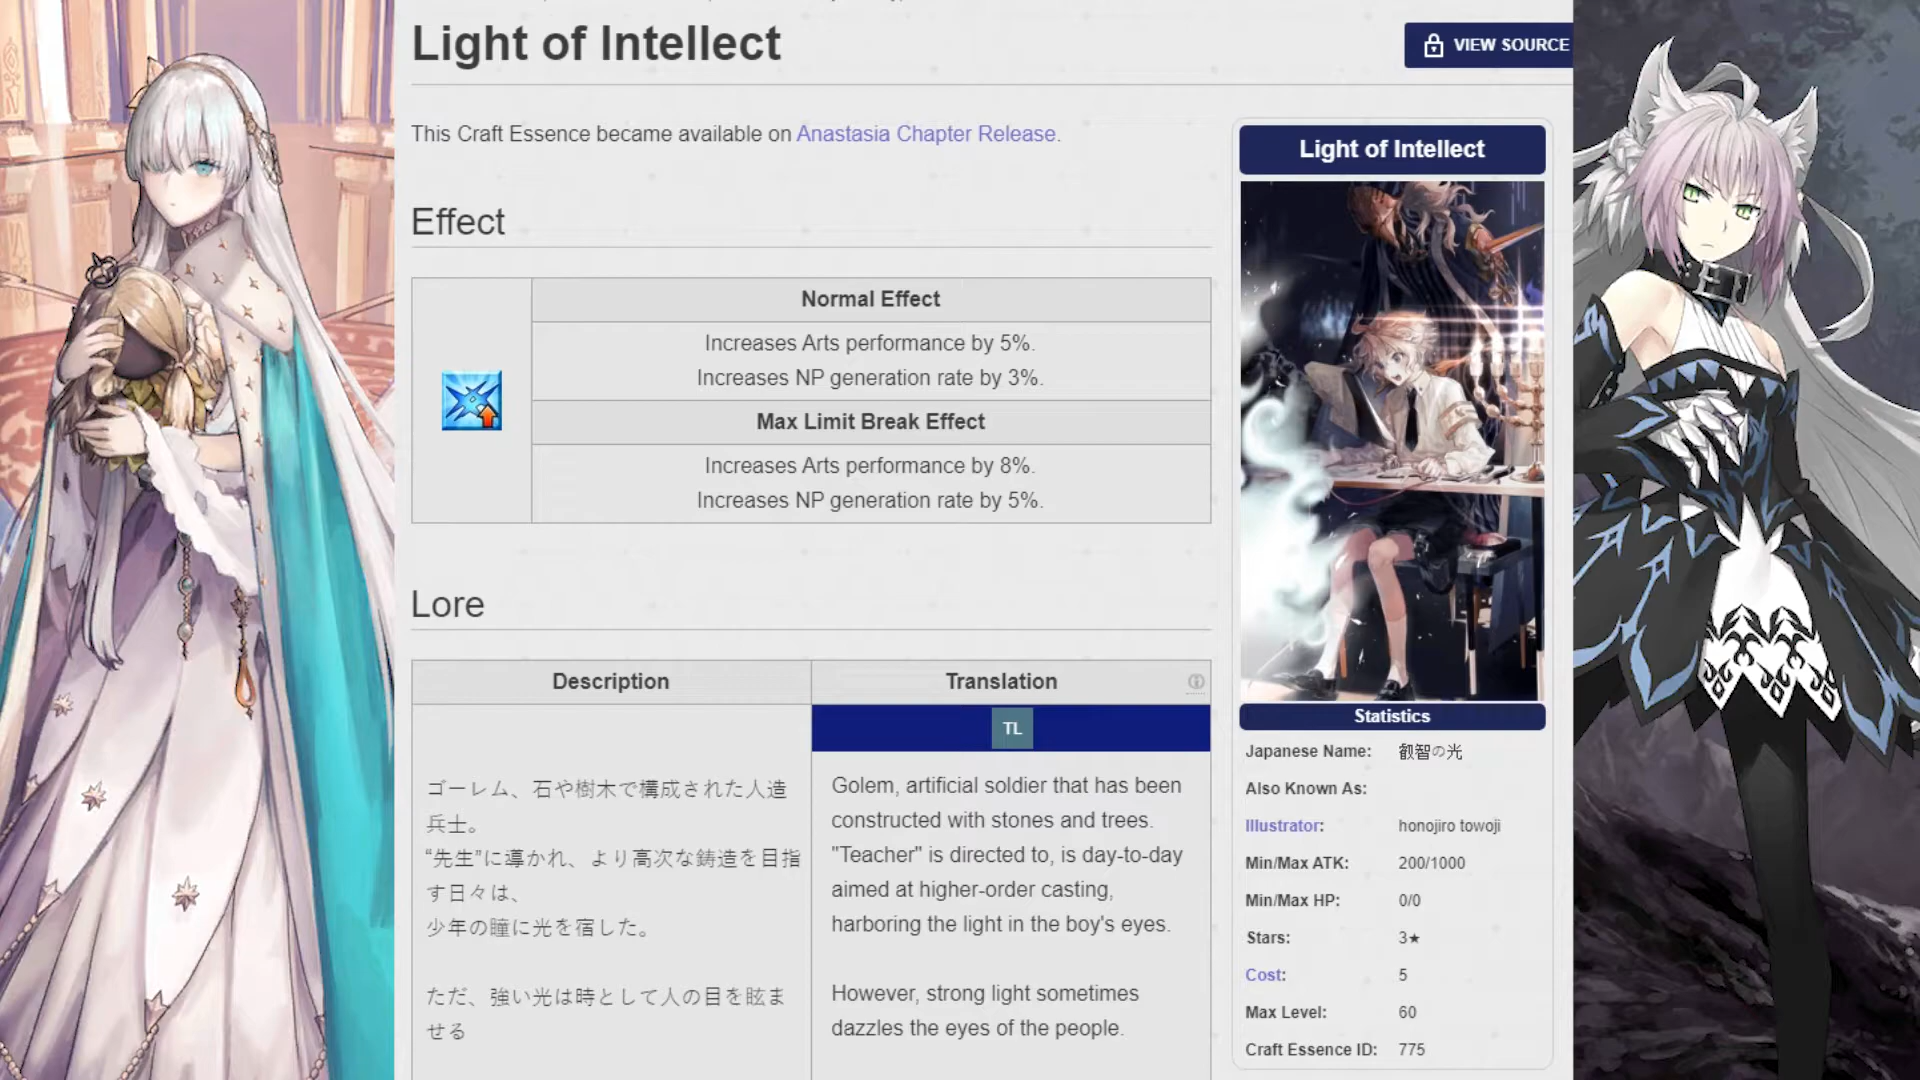 Light of Intellect
VIEW SOURCE
This Craft Essence became available on Anastasia Chapter Release.
Effect
Normal Effect
Increases Arts performance by 5%.
Increases NP generation rate by 3%.
Max Limit Break Effect
Increases Arts performance by 8%.
Increases NP generation rate by 5%.
Lore
Description
Translation
TL
ゴーレム、石や樹木で構成された人造
兵士。
“先生”に導かれ、より高次な鋳造を目指
す日々は、
少年の瞳に光を宿した。
ただ、強い光は時として人の目を眩ま
せる
Golem, artificial soldier that has been
constructed with stones and trees.
"Teacher" is directed to, is day-to-day
aimed at higher-order casting,
harboring the light in the boy's eyes.
However, strong light sometimes
dazzles the eyes of the people.
Light of Intellect
Statistics
Japanese Name: 叡智の光
Also Known As:
Illustrator: honojiro towoji
Min/Max ATK: 200/1000
Min/Max HP: 0/0
Stars: 3★
Cost: 5
Max Level: 60
Craft Essence ID: 775